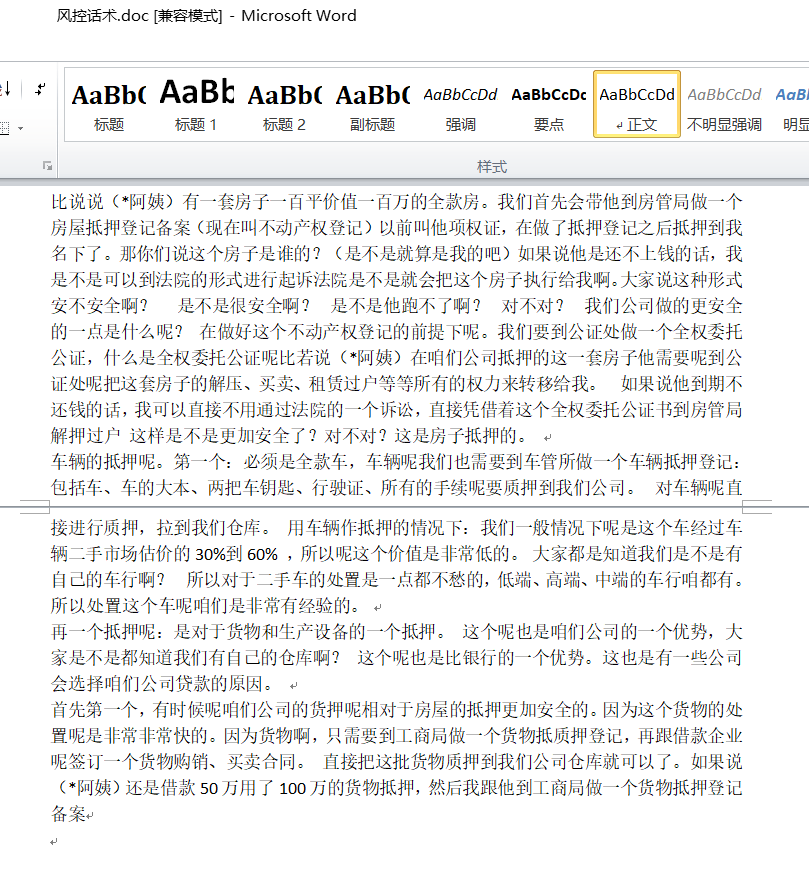 风控话术.doc [兼容模式] - Microsoft Word
AaBbC AaBb AaBbC AaBbC AaBbCcDd AaBbCcDc AaBbCcDd AaBbCcDd AaBb
标题 标题 1 标题 2 副标题 强调 要点 ↲ 正文 不明显强调 明显
样式
比说说（*阿姨）有一套房子一百平价值一百万的全款房。我们首先会带他到房管局做一个
房屋抵押登记备案（现在叫不动产权登记）以前叫他项权证，在做了抵押登记之后抵押到我
名下了。那你们说这个房子是谁的？（是不是就算是我的吧）如果说他是还不上钱的话，我
是不是可以到法院的形式进行起诉法院是不是就会把这个房子执行给我啊。大家说这种形式
安不安全啊？ 是不是很安全啊？ 是不是他跑不了啊？ 对不对？ 我们公司做的更安全
的一点是什么呢？ 在做好这个不动产权登记的前提下呢。我们要到公证处做一个全权委托
公证，什么是全权委托公证呢比若说（*阿姨）在咱们公司抵押的这一套房子他需要呢到公
证处呢把这套房子的解压、买卖、租赁过户等等所有的权力来转移给我。 如果说他到期不
还钱的话，我可以直接不用通过法院的一个诉讼，直接凭借着这个全权委托公证书到房管局
解押过户 这样是不是更加安全了？对不对？这是房子抵押的。
车辆的抵押呢。第一个：必须是全款车，车辆呢我们也需要到车管所做一个车辆抵押登记：
包括车、车的大本、两把车钥匙、行驶证、所有的手续呢要质押到我们公司。 对车辆呢直
接进行质押，拉到我们仓库。 用车辆作抵押的情况下：我们一般情况下呢是这个车经过车
辆二手市场估价的 30%到 60% ，所以呢这个价值是非常低的。 大家都是知道我们是不是有
自己的车行啊？ 所以对于二手车的处置是一点都不愁的，低端、高端、中端的车行咱都有。
所以处置这个车呢咱们是非常有经验的。
再一个抵押呢：是对于货物和生产设备的一个抵押。 这个呢也是咱们公司的一个优势，大
家是不是都知道我们有自己的仓库啊？ 这个呢也是比银行的一个优势。这也是有一些公司
会选择咱们公司贷款的原因。
首先第一个，有时候呢咱们公司的货押呢相对于房屋的抵押更加安全的。因为这个货物的处
置呢是非常非常快的。因为货物啊，只需要到工商局做一个货物抵质押登记，再跟借款企业
呢签订一个货物购销、买卖合同。 直接把这批货物质押到我们公司仓库就可以了。如果说
（*阿姨）还是借款 50 万用了 100 万的货物抵押，然后我跟他到工商局做一个货物抵押登记
备案